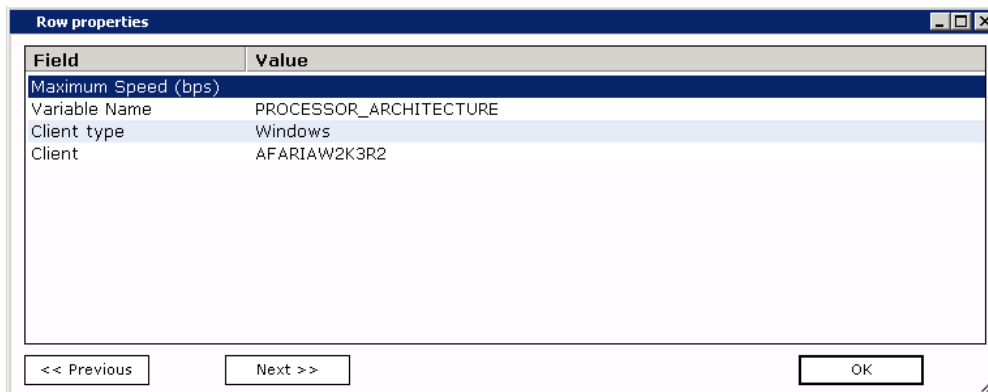 Row properties
Field Value
Maximum Speed (bps)
Variable Name PROCESSOR_ARCHITECTURE
Client type Windows
Client AFARIAW2K3R2
<< Previous Next >> OK